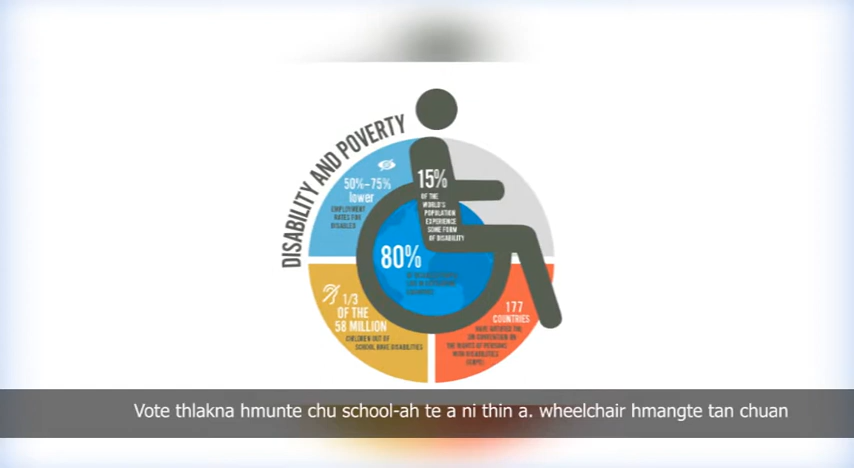 DISABILITY AND POVERTY
50%–75%
lower
EMPLOYMENT
RATES FOR
DISABLED
15%
OF THE
WORLD'S
POPULATION
EXPERIENCE
SOME FORM
OF DISABILITY
80%
1/3
OF THE
58 MILLION
CHILDREN OUT OF
SCHOOL HAVE DISABILITIES
177
COUNTRIES
HAVE RATIFIED THE
UN CONVENTION ON
THE RIGHTS OF PERSONS
WITH DISABILITIES
(CRPD)
Vote thlakna hmunte chu school-ah te a ni thin a. wheelchair hmangte tan chuan